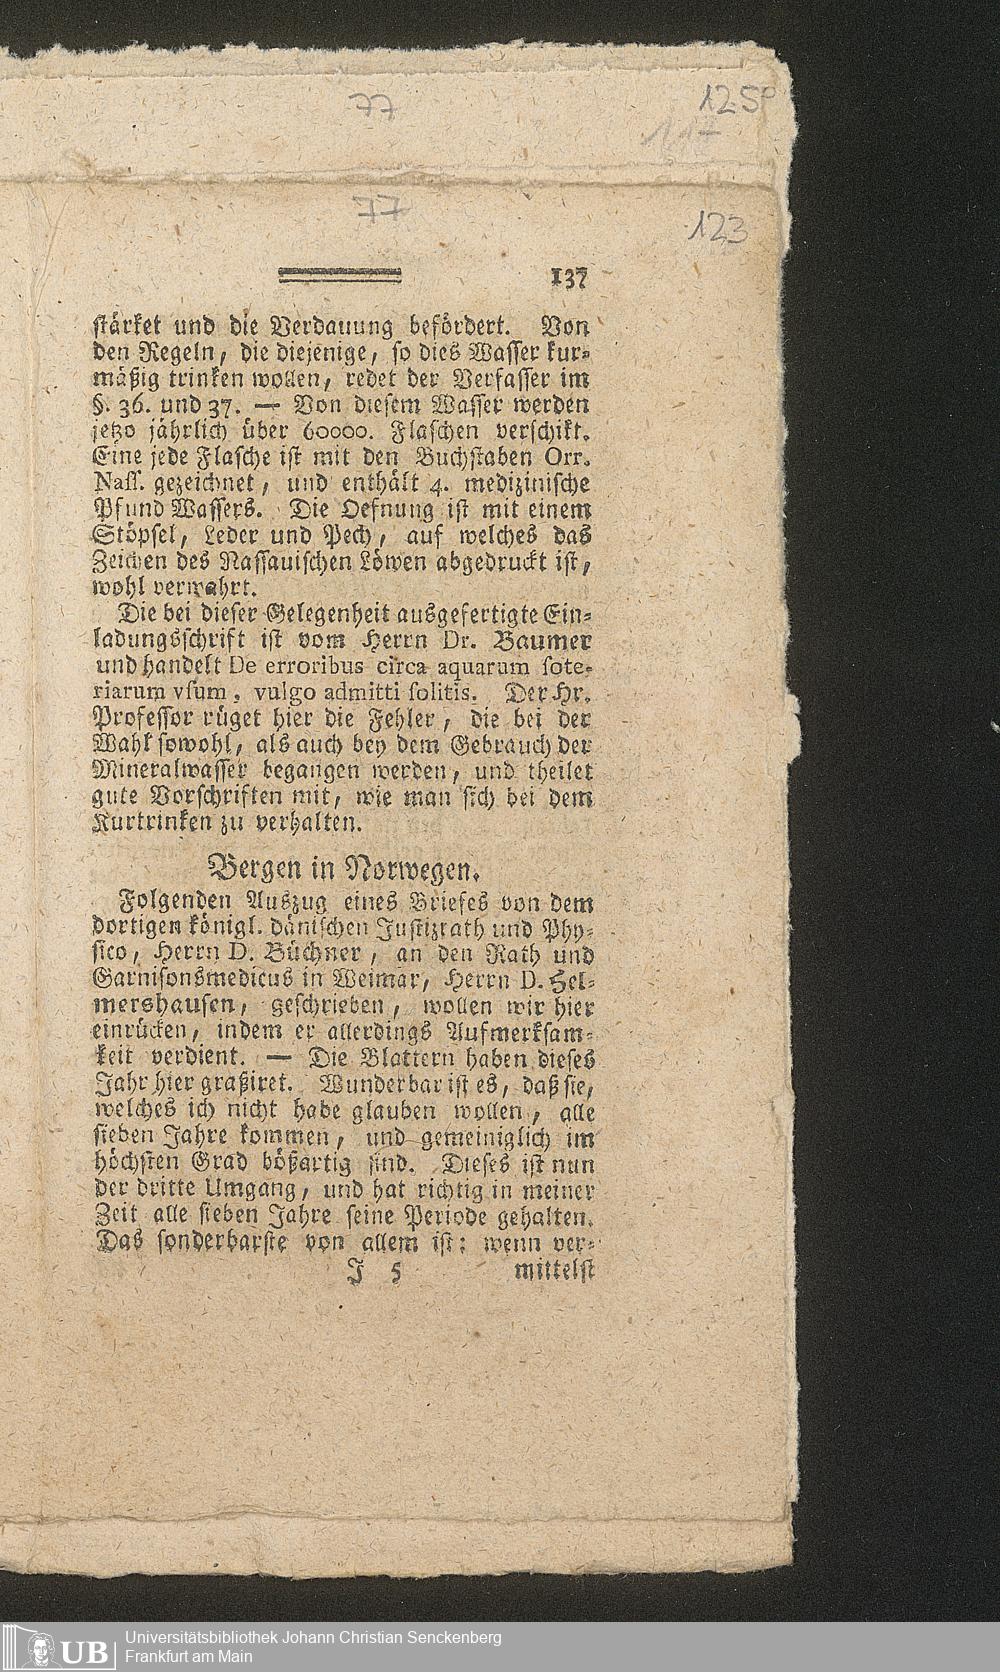 77
125
117
77
123
137
stärket und die Verdauung befördert. Von
den Regeln, die diejenige, so dies Wasser kur-
mäßig trinken wollen, redet der Verfasser im
§. 36. und 37. — Von diesem Wasser werden
jetzo jährlich über 60000. Flaschen verschikt.
Eine jede Flasche ist mit den Buchstaben Orr.
Nass. gezeichnet, und enthält 4. medizinische
Pfund Wassers. Die Oefnung ist mit einem
Stöpsel, Leder und Pech, auf welches das
Zeichen des Nassauischen Löwen abgedruckt ist,
wohl verwahrt.
Die bei dieser Gelegenheit ausgefertigte Ein-
ladungsschrift ist vom Herrn Dr. Baumer
und handelt De erroribus circa aquarum sote-
riarum vsum, vulgo admitti solitis. Der Hr.
Professor rüget hier die Fehler, die bei der
Wahl sowohl, als auch bey dem Gebrauch der
Mineralwasser begangen werden, und theilet
gute Vorschriften mit, wie man sich bei dem
Kurtrinken zu verhalten.
Bergen in Norwegen.
Folgenden Auszug eines Briefes von dem
dortigen königl. dänischen Justizrath und Phy-
sico, Herrn D. Büchner, an den Rath und
Garnisonsmedicus in Weimar, Herrn D. Hel-
mershausen, geschrieben, wollen wir hier
einrücken, indem er allerdings Aufmerksam-
keit verdient. — Die Blattern haben dieses
Jahr hier graßiret. Wunderbar ist es, daß sie,
welches ich nicht habe glauben wollen, alle
sieben Jahre kommen, und gemeiniglich im
höchsten Grad bößartig sind. Dieses ist nun
der dritte Umgang, und hat richtig in meiner
Zeit alle sieben Jahre seine Periode gehalten.
Das sonderbarste von allem ist: wenn ver-
J 5 mittelst
UB
Universitätsbibliothek Johann Christian Senckenberg
Frankfurt am Main